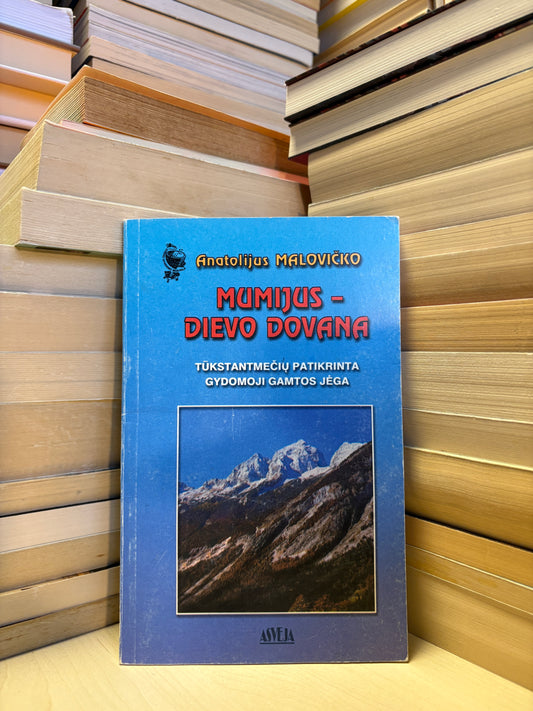 Anatolijus MALOVIČKO
MUMIJUS –
DIEVO DOVANA
TŪKSTANTMEČIŲ PATIKRINTA
GYDOMOJI GAMTOS JĖGA
ASVEJA